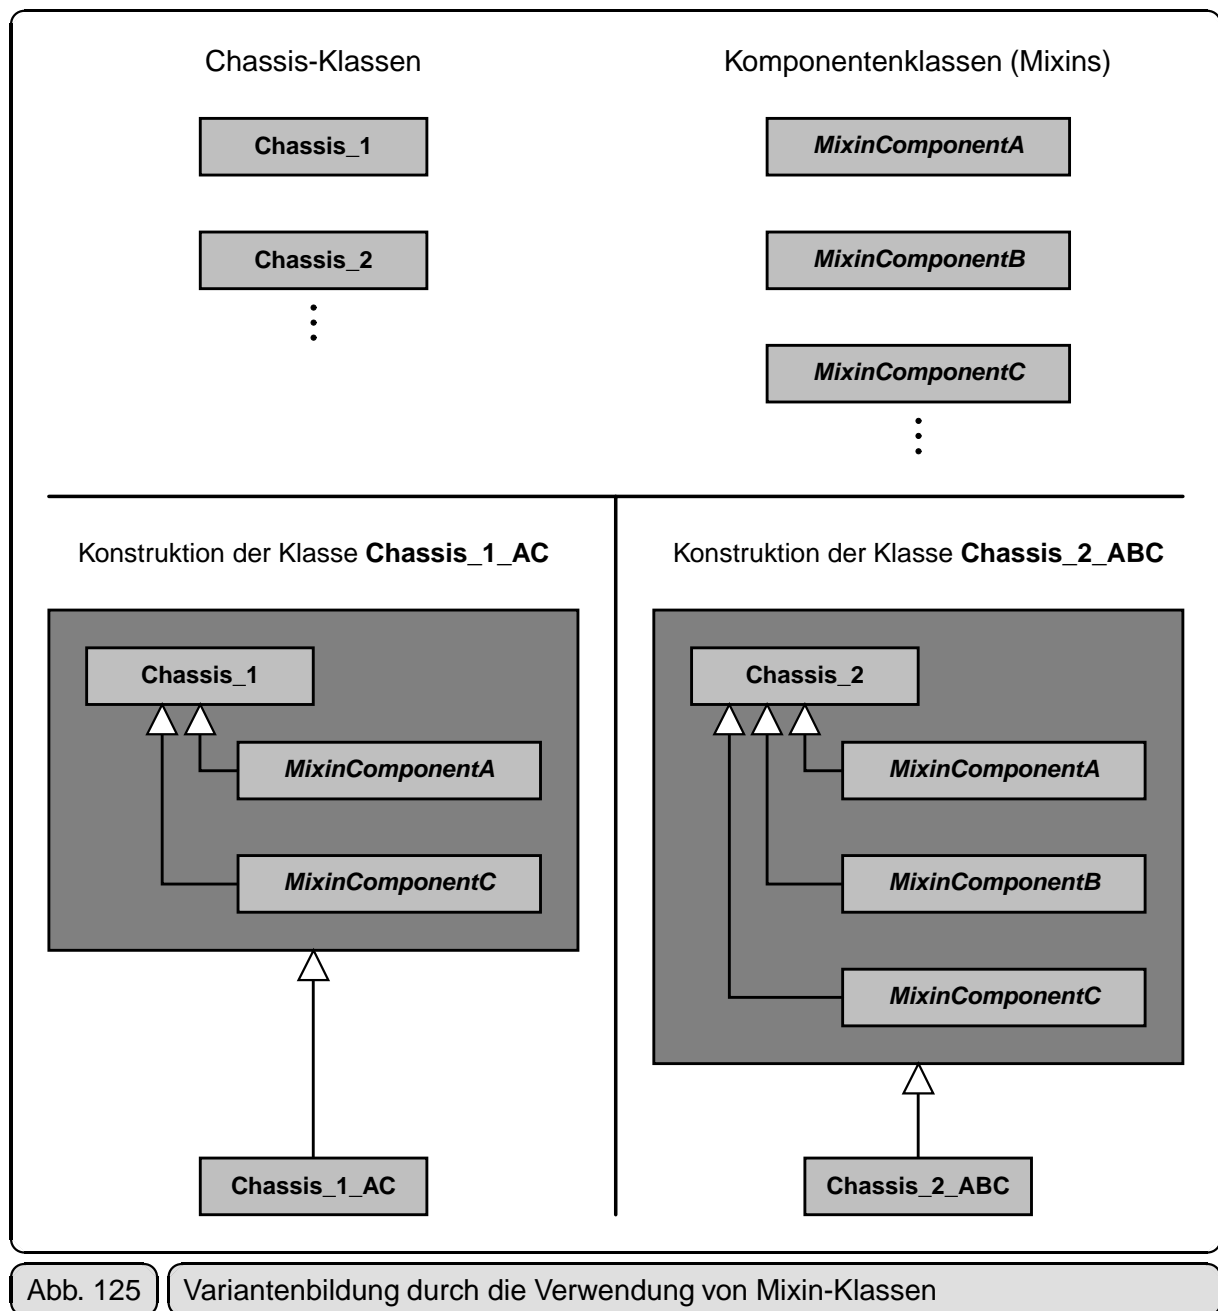 Chassis-Klassen
Komponentenklassen (Mixins)
Chassis_1
MixinComponentA
Chassis_2
MixinComponentB
MixinComponentC
Konstruktion der Klasse Chassis_1_AC
Chassis_1
MixinComponentA
MixinComponentC
Chassis_1_AC
Konstruktion der Klasse Chassis_2_ABC
Chassis_2
MixinComponentA
MixinComponentB
MixinComponentC
Chassis_2_ABC
Abb. 125 Variantenbildung durch die Verwendung von Mixin-Klassen